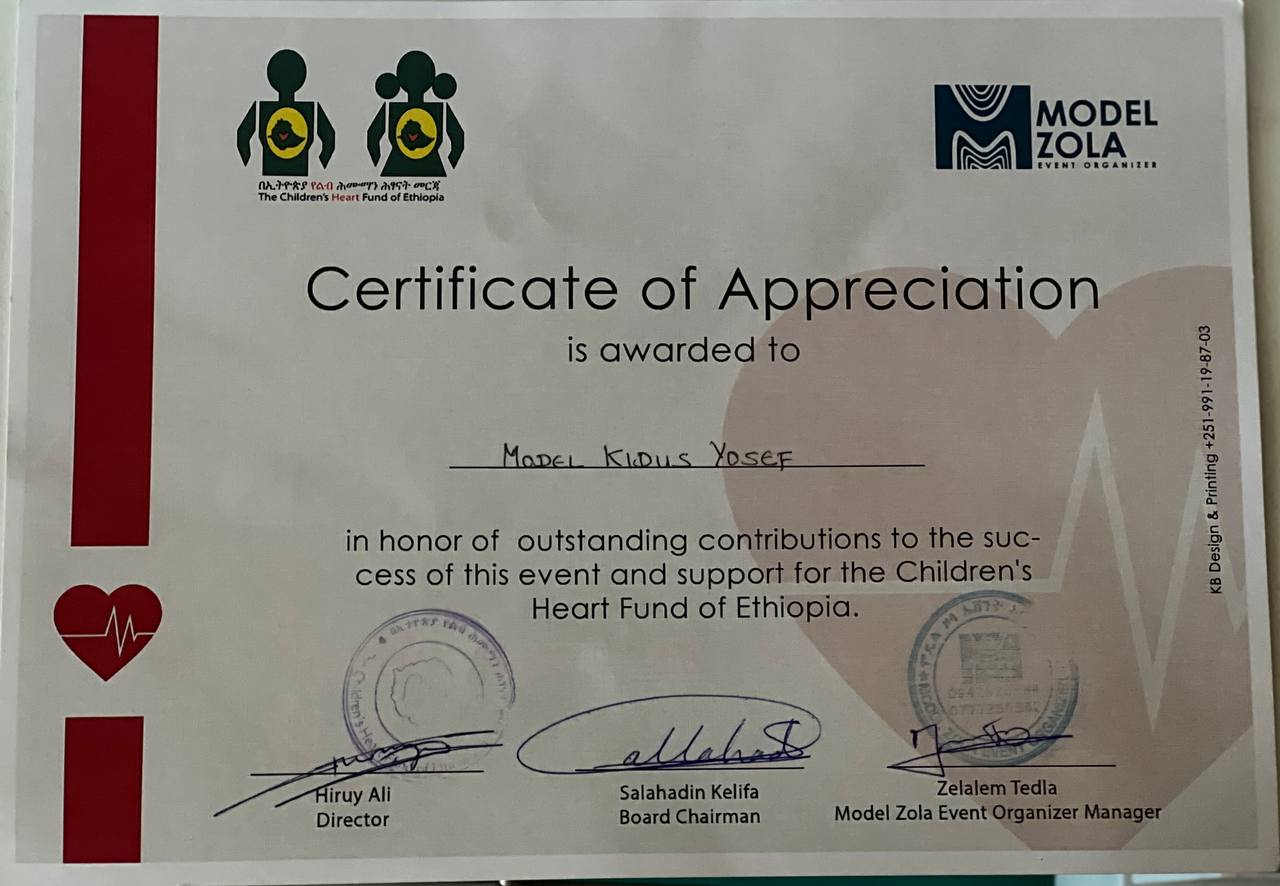 በኢትዮጵያ የልብ ሕሙማን ሕፃናት መርጃ
The Children's Heart Fund of Ethiopia
MODEL
ZOLA
EVENT ORGANIZER
Certificate of Appreciation
is awarded to
MODEL KIDUS YOSEF
in honor of outstanding contributions to the suc-
cess of this event and support for the Children's
Heart Fund of Ethiopia.
Hiruy Ali
Director
Salahadin Kelifa
Board Chairman
Zelalem Tedla
Model Zola Event Organizer Manager
KB Design & Printing +251-991-19-87-03